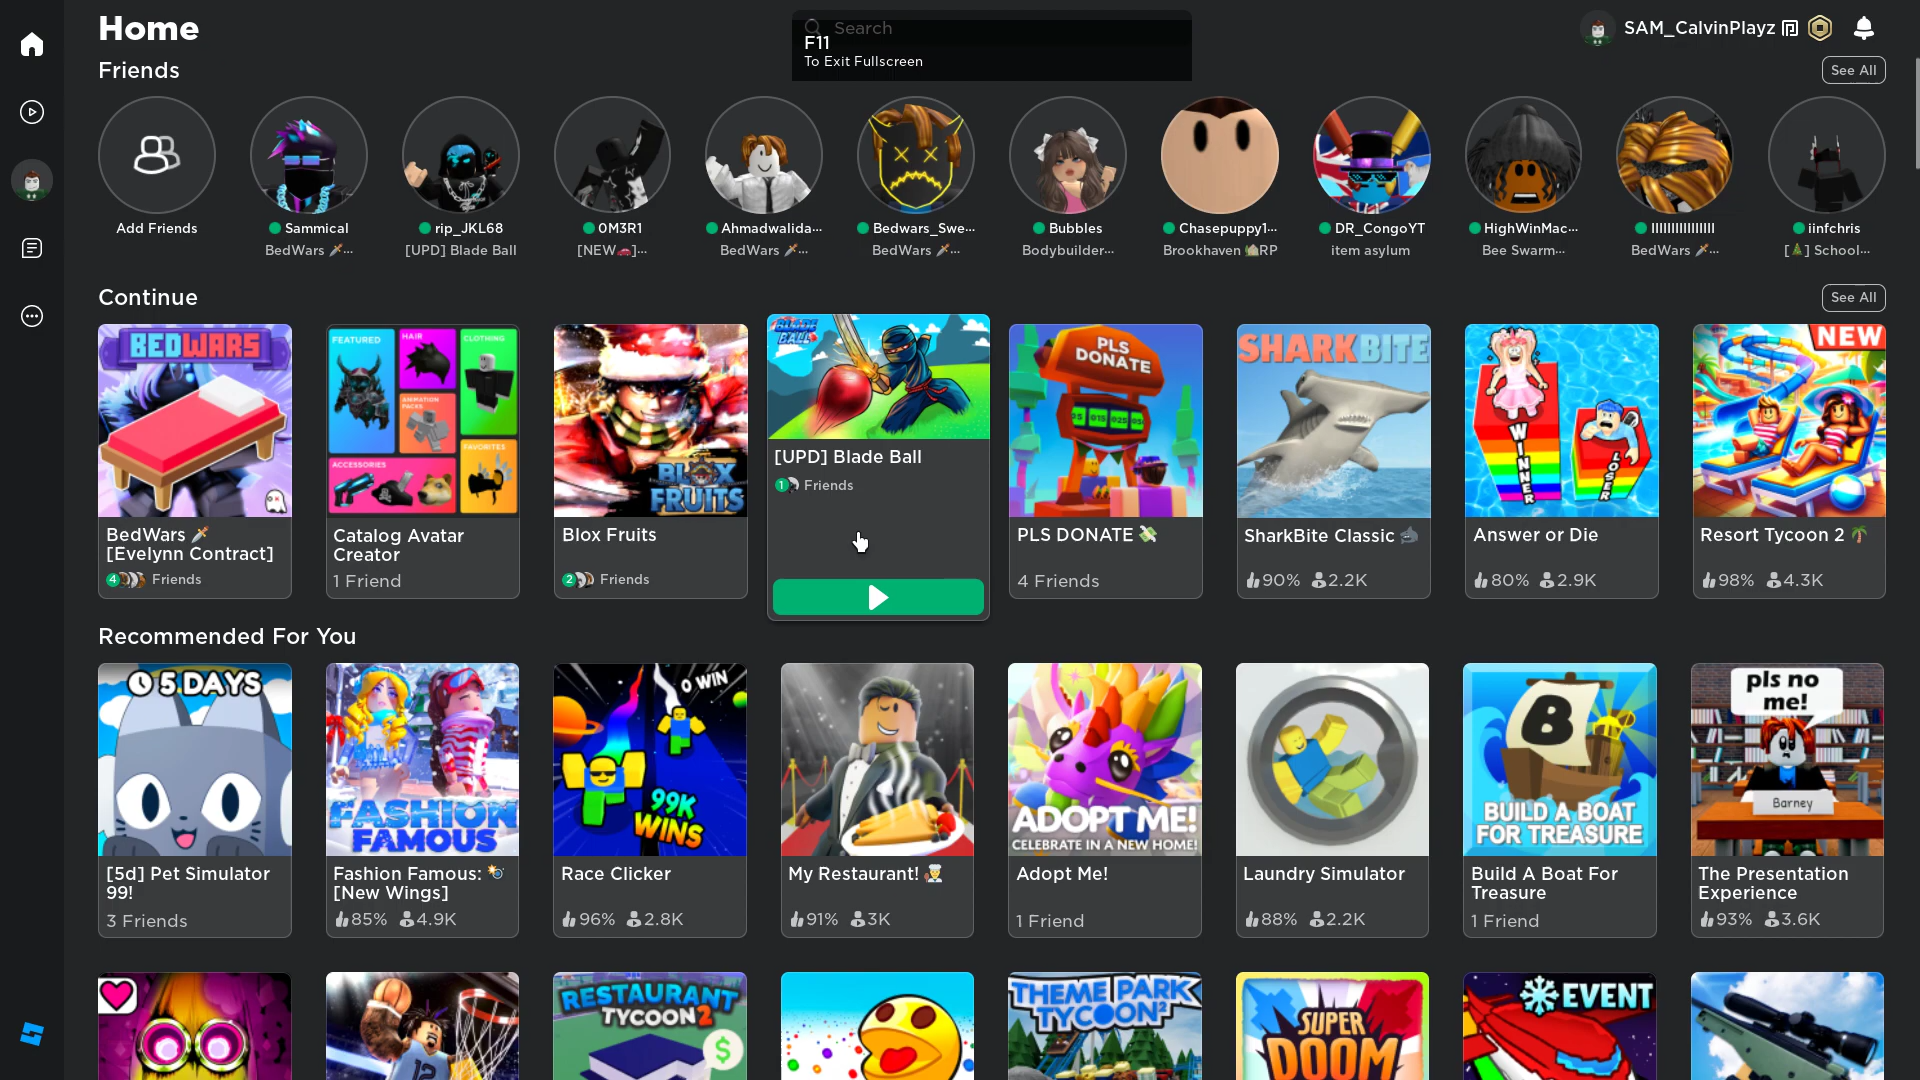 Home
Search
F11
To Exit Fullscreen
SAM_CalvinPlayz
Friends
See All
Add Friends
Sammical
BedWars 🗡️...
rip_JKL68
[UPD] Blade Ball
0M3R1
[NEW🚗]...
Ahmadwalida...
BedWars 🗡️...
Bedwars_Swe...
BedWars 🗡️...
Bubbles
Bodybuilder...
Chasepuppy1...
Brookhaven 🏡RP
DR_CongoYT
item asylum
HighWinMac...
Bee Swarm...
BedWars 🗡️...
iinfchris
[🎄] School...
Continue
See All
BEDWARS
BedWars 🗡️
[Evelynn Contract]
4 Friends
FEATURED
HAIR
CLOTHING
ANIMATION
PACKS
FAVORITES
ACCESSORIES
Catalog Avatar
Creator
1 Friend
BLOX
FRUITS
Blox Fruits
2 Friends
BLADE
BALL
[UPD] Blade Ball
1 Friends
PLS
DONATE
PLS DONATE 💸
4 Friends
SHARKBITE
SharkBite Classic 🦈
90% 2.2K
WINNER
LOSER
Answer or Die
80% 2.9K
NEW
Resort Tycoon 2 🌴
98% 4.3K
Recommended For You
5 DAYS
[5d] Pet Simulator
99!
3 Friends
FASHION
FAMOUS
Fashion Famous: 📸
[New Wings]
85% 4.9K
0 WIN
99K
WINS
Race Clicker
96% 2.8K
My Restaurant! 👨‍🍳
91% 3K
ADOPT ME!
CELEBRATE IN A NEW HOME!
Adopt Me!
1 Friend
Laundry Simulator
88% 2.2K
B
BUILD A BOAT
FOR TREASURE
Build A Boat For
Treasure
1 Friend
pls no
me!
Barney
The Presentation
Experience
93% 3.6K
12
RESTAURANT
TYCOON 2
$
THEME PARK
TYCOON 2
SUPER
DOOM
EVENT